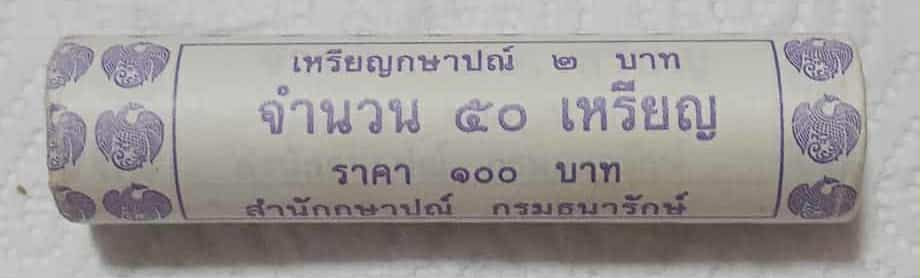 เหรียญกษาปณ์ ๒ บาท
จำนวน ๕๐ เหรียญ
ราคา ๑๐๐ บาท
สำนักกษาปณ์ กรมธนารักษ์